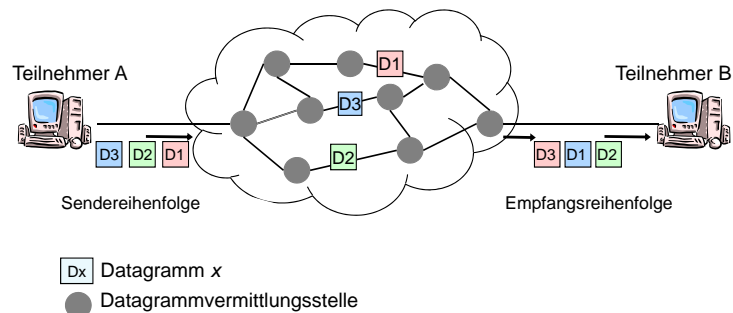 Teilnehmer A
Teilnehmer B
D1
D3
D2
D3 D2 D1
D3 D1 D2
Sendereihenfolge
Empfangsreihenfolge
Dx Datagramm x
Datagrammvermittlungsstelle